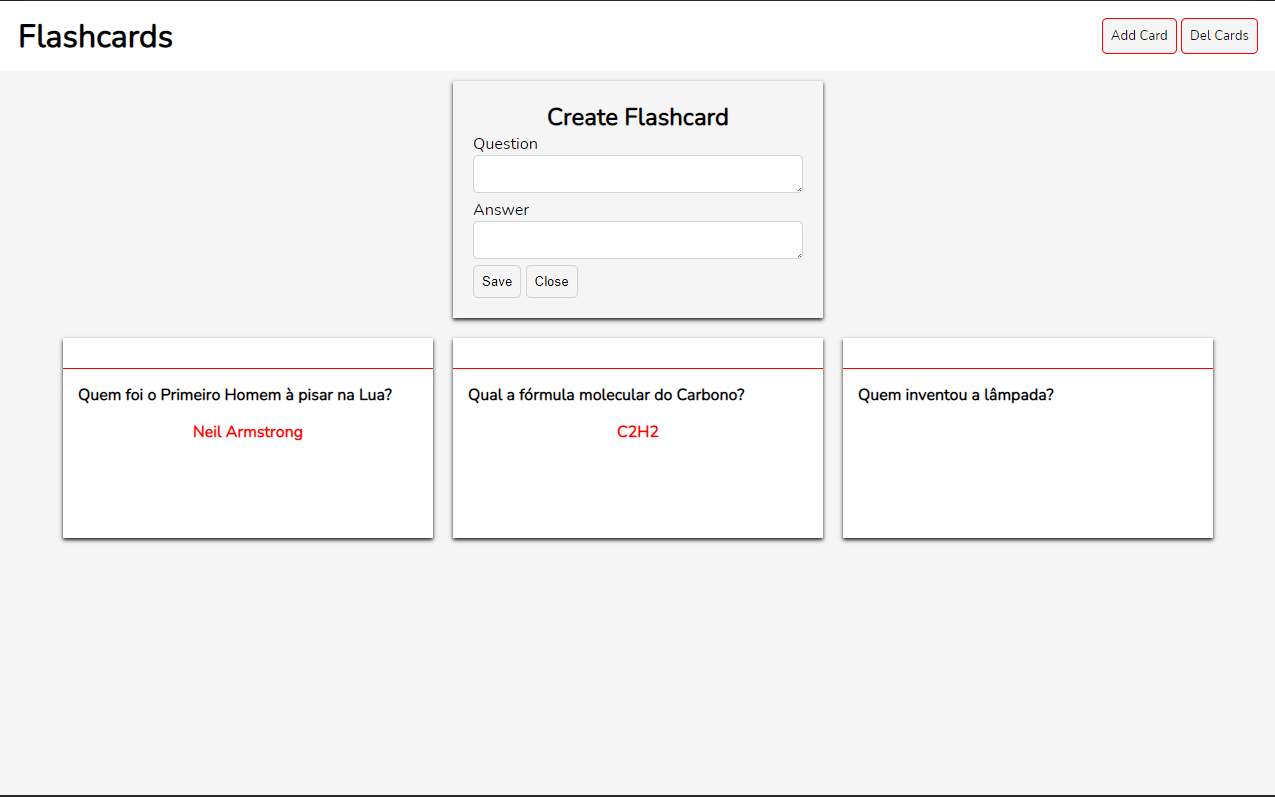 Flashcards
Add Card
Del Cards
Create Flashcard
Question
Answer
Save
Close
Quem foi o Primeiro Homem à pisar na Lua?
Neil Armstrong
Qual a fórmula molecular do Carbono?
C2H2
Quem inventou a lâmpada?